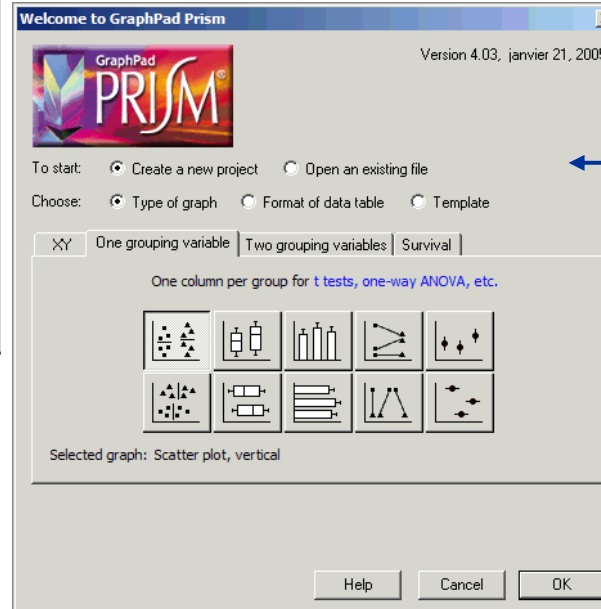 Welcome to GraphPad Prism
GraphPad
PRISM®
Version 4.03, janvier 21, 2005
To start: Create a new project Open an existing file
Choose: Type of graph Format of data table Template
XY One grouping variable Two grouping variables Survival
One column per group for t tests, one-way ANOVA, etc.
Selected graph: Scatter plot, vertical
Help Cancel OK